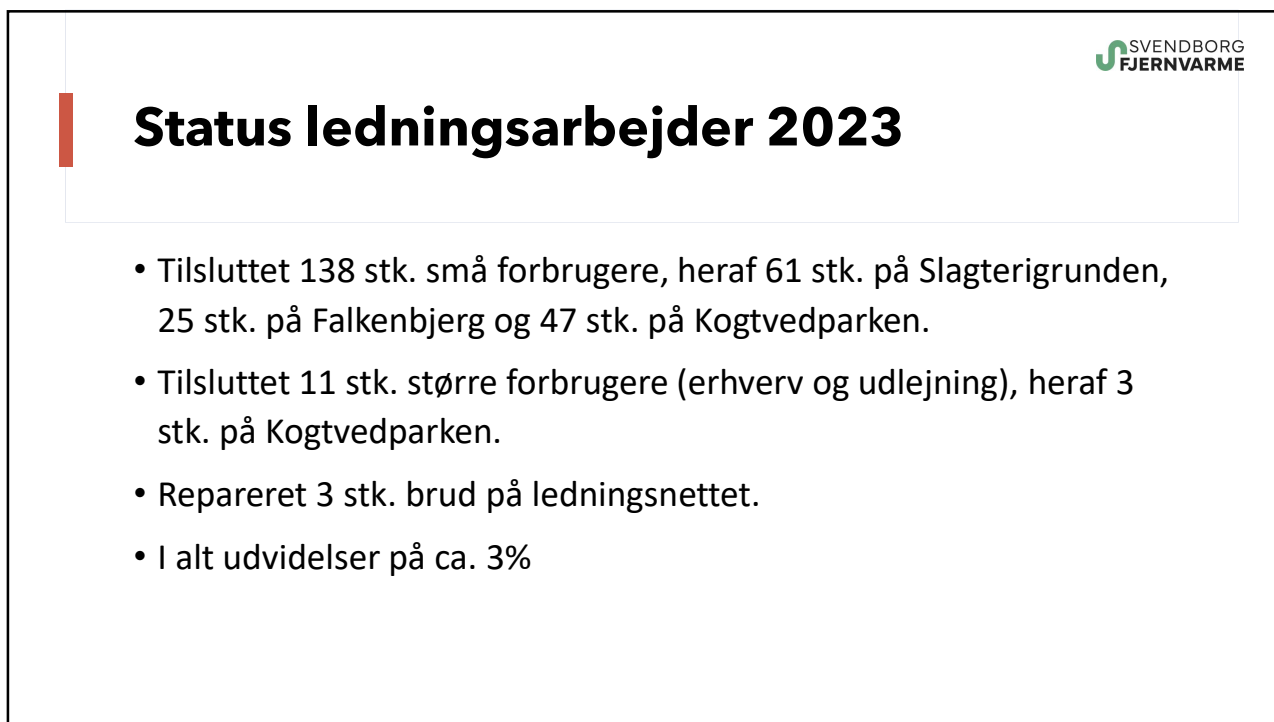 SVENDBORG
FJERNVARME
Status ledningsarbejder 2023
• Tilsluttet 138 stk. små forbrugere, heraf 61 stk. på Slagterigrunden,
25 stk. på Falkenbjerg og 47 stk. på Kogtvedparken.
• Tilsluttet 11 stk. større forbrugere (erhverv og udlejning), heraf 3
stk. på Kogtvedparken.
• Repareret 3 stk. brud på ledningsnettet.
• I alt udvidelser på ca. 3%